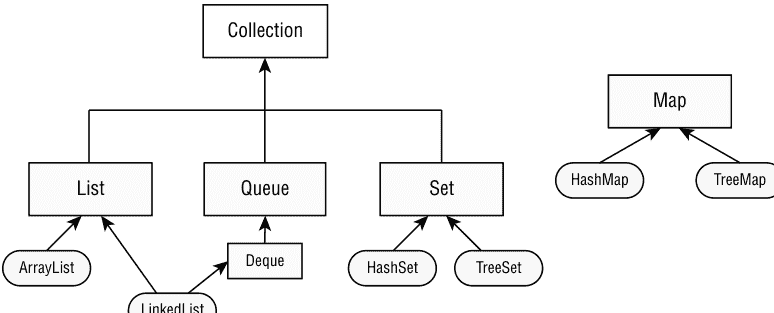 Collection
Map
List
Queue
Set
HashMap
TreeMap
ArrayList
Deque
HashSet
TreeSet
LinkedList